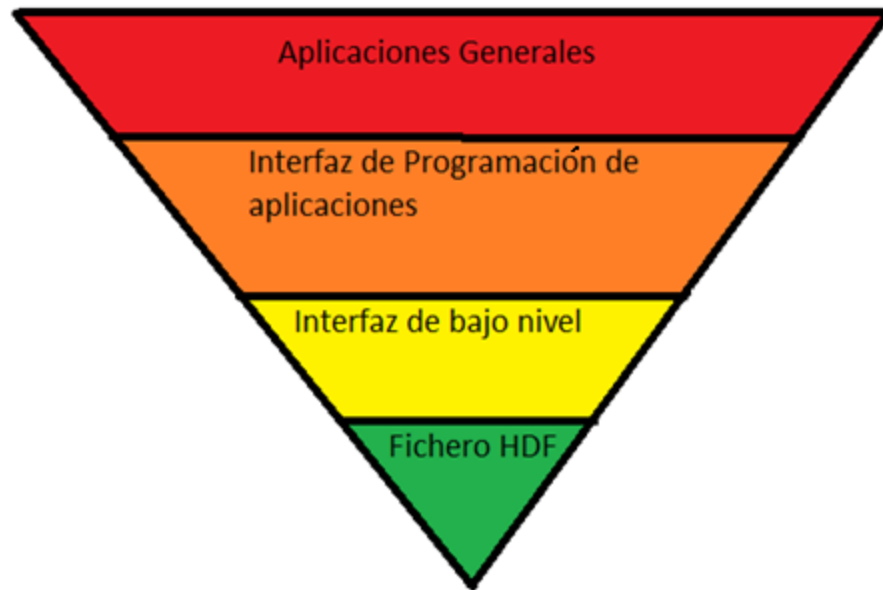 Aplicaciones Generales
Interfaz de Programación de
aplicaciones
Interfaz de bajo nivel
Fichero HDF